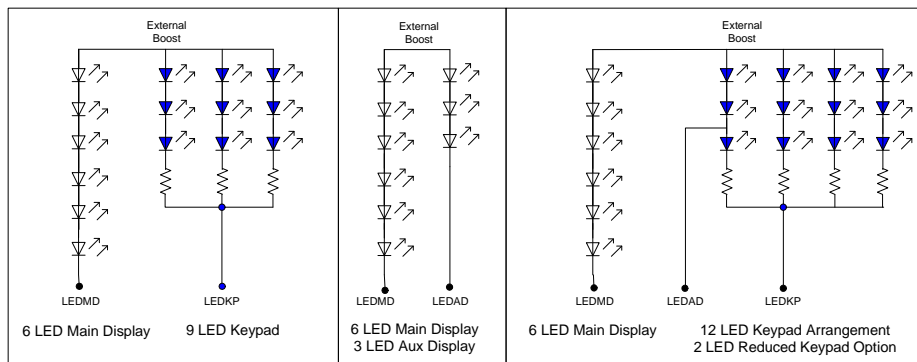 External
Boost
LEDMD
LEDKP
6 LED Main Display
9 LED Keypad
External
Boost
LEDMD
LEDAD
6 LED Main Display
3 LED Aux Display
External
Boost
LEDMD
LEDAD
LEDKP
6 LED Main Display
12 LED Keypad Arrangement
2 LED Reduced Keypad Option